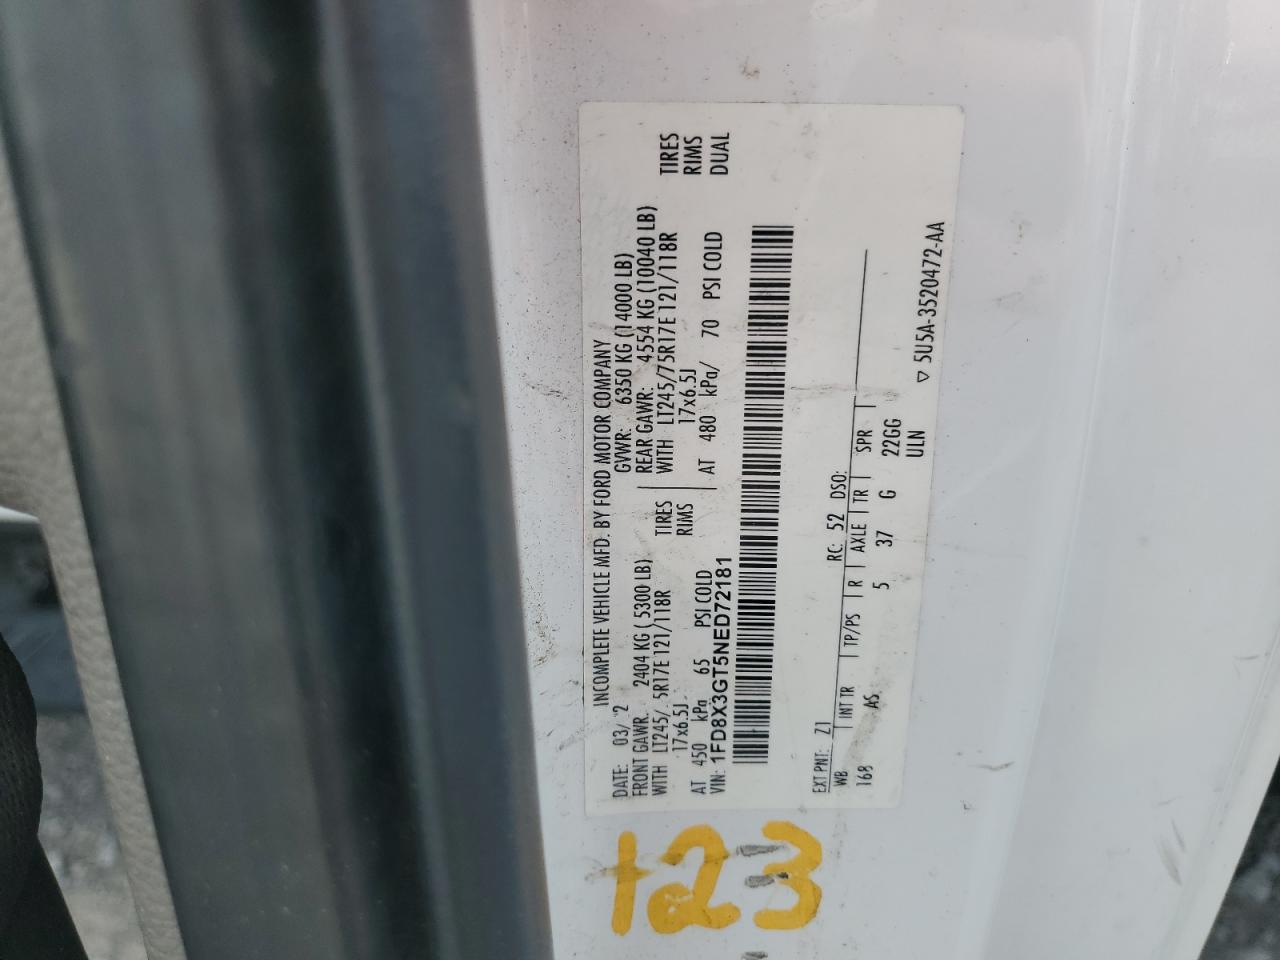 INCOMPLETE VEHICLE MFD. BY FORD MOTOR COMPANY
DATE: 03/ 2 GVWR: 6350 KG (14000 LB)
FRONT GAWR: 2404 KG ( 5300 LB) REAR GAWR: 4554 KG (10040 LB)
WITH LT245/ 5R17E 121/118R TIRES WITH LT245/75R17E 121/118R TIRES
17x6.5J RIMS 17x6.5J RIMS
AT 450 kPa 65 PSI COLD AT 480 kPa/ 70 PSI COLD DUAL
VIN: 1FD8X3GT5NED72181
EXT PNT: Z1 RC: 52 DSO:
WB INT TR TP/PS R AXLE TR SPR
168 AS 5 37 G 22GG
ULN
▽ 5U5A-3520472-AA
123